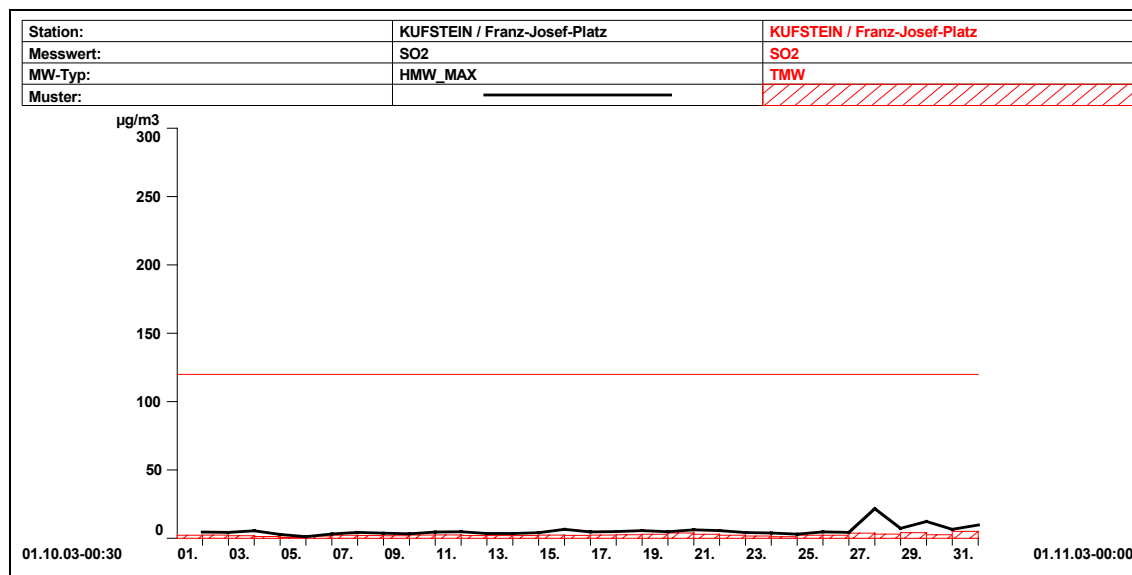 Station: KUFSTEIN / Franz-Josef-Platz KUFSTEIN / Franz-Josef-Platz
Messwert: SO2 SO2
MW-Typ: HMW_MAX TMW
Muster:
µg/m3
300
250
200
150
100
50
0
01.10.03-00:30 01. 03. 05. 07. 09. 11. 13. 15. 17. 19. 21. 23. 25. 27. 29. 31. 01.11.03-00:00